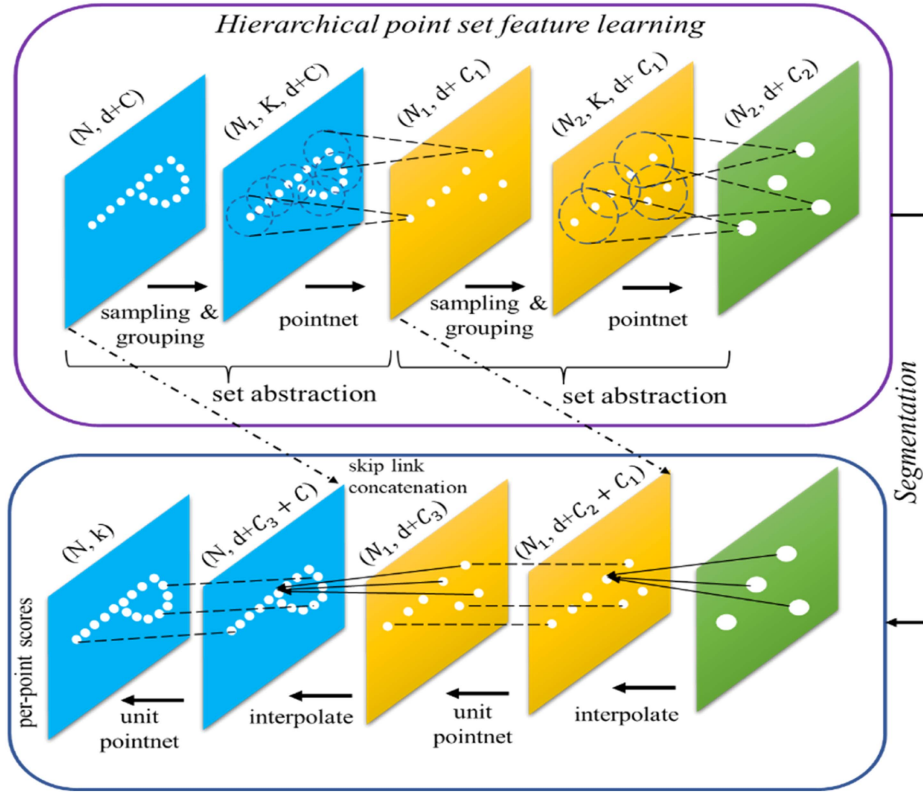 Hierarchical point set feature learning
(N, d+C)
(N₁, K, d+C)
(N₁, d+ C₁)
(N₂, K, d+ C₁)
(N₂, d+ C₂)
sampling &
grouping
pointnet
sampling &
grouping
pointnet
set abstraction
set abstraction
Segmentation
skip link
concatenation
(N, k)
(N, d+C₃ + C)
(N₁, d+C₃)
(N₁, d+C₂ + C₁)
per-point scores
unit
pointnet
interpolate
unit
pointnet
interpolate